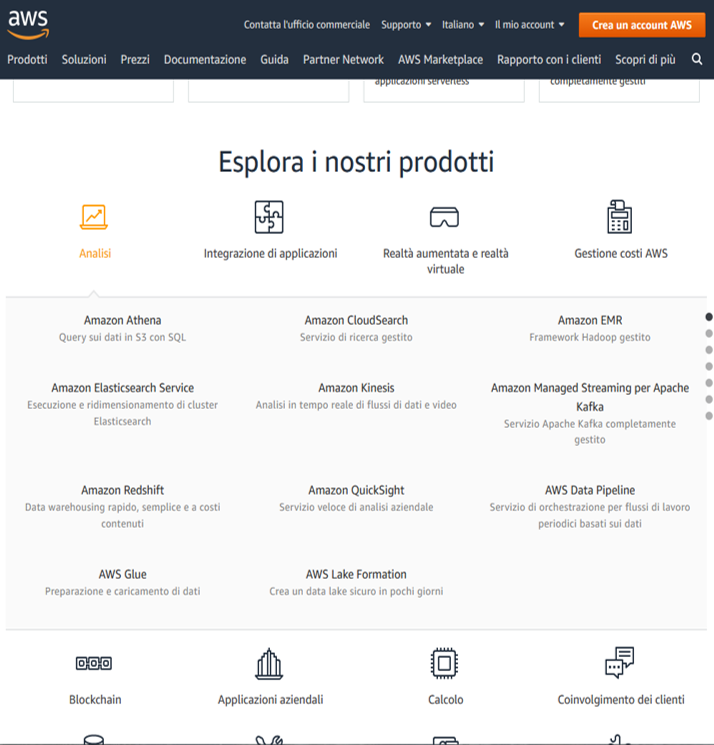 aws
Contatta l'ufficio commerciale Supporto Italiano Il mio account Crea un account AWS
Prodotti Soluzioni Prezzi Documentazione Guida Partner Network AWS Marketplace Rapporto con i clienti Scopri di più
applicazioni serverless completamente gestiti
Esplora i nostri prodotti
Analisi Integrazione di applicazioni Realtà aumentata e realtà Gestione costi AWS
virtuale
Amazon Athena Amazon CloudSearch Amazon EMR
Query sui dati in S3 con SQL Servizio di ricerca gestito Framework Hadoop gestito
Amazon Elasticsearch Service Amazon Kinesis Amazon Managed Streaming per Apache
Kafka
Esecuzione e ridimensionamento di cluster Analisi in tempo reale di flussi di dati e video
Elasticsearch Servizio Apache Kafka completamente
gestito
Amazon Redshift Amazon QuickSight AWS Data Pipeline
Data warehousing rapido, semplice e a costi Servizio veloce di analisi aziendale Servizio di orchestrazione per flussi di lavoro
contenuti periodici basati sui dati
AWS Glue AWS Lake Formation
Preparazione e caricamento di dati Crea un data lake sicuro in pochi giorni
Blockchain Applicazioni aziendali Calcolo Coinvolgimento dei clienti